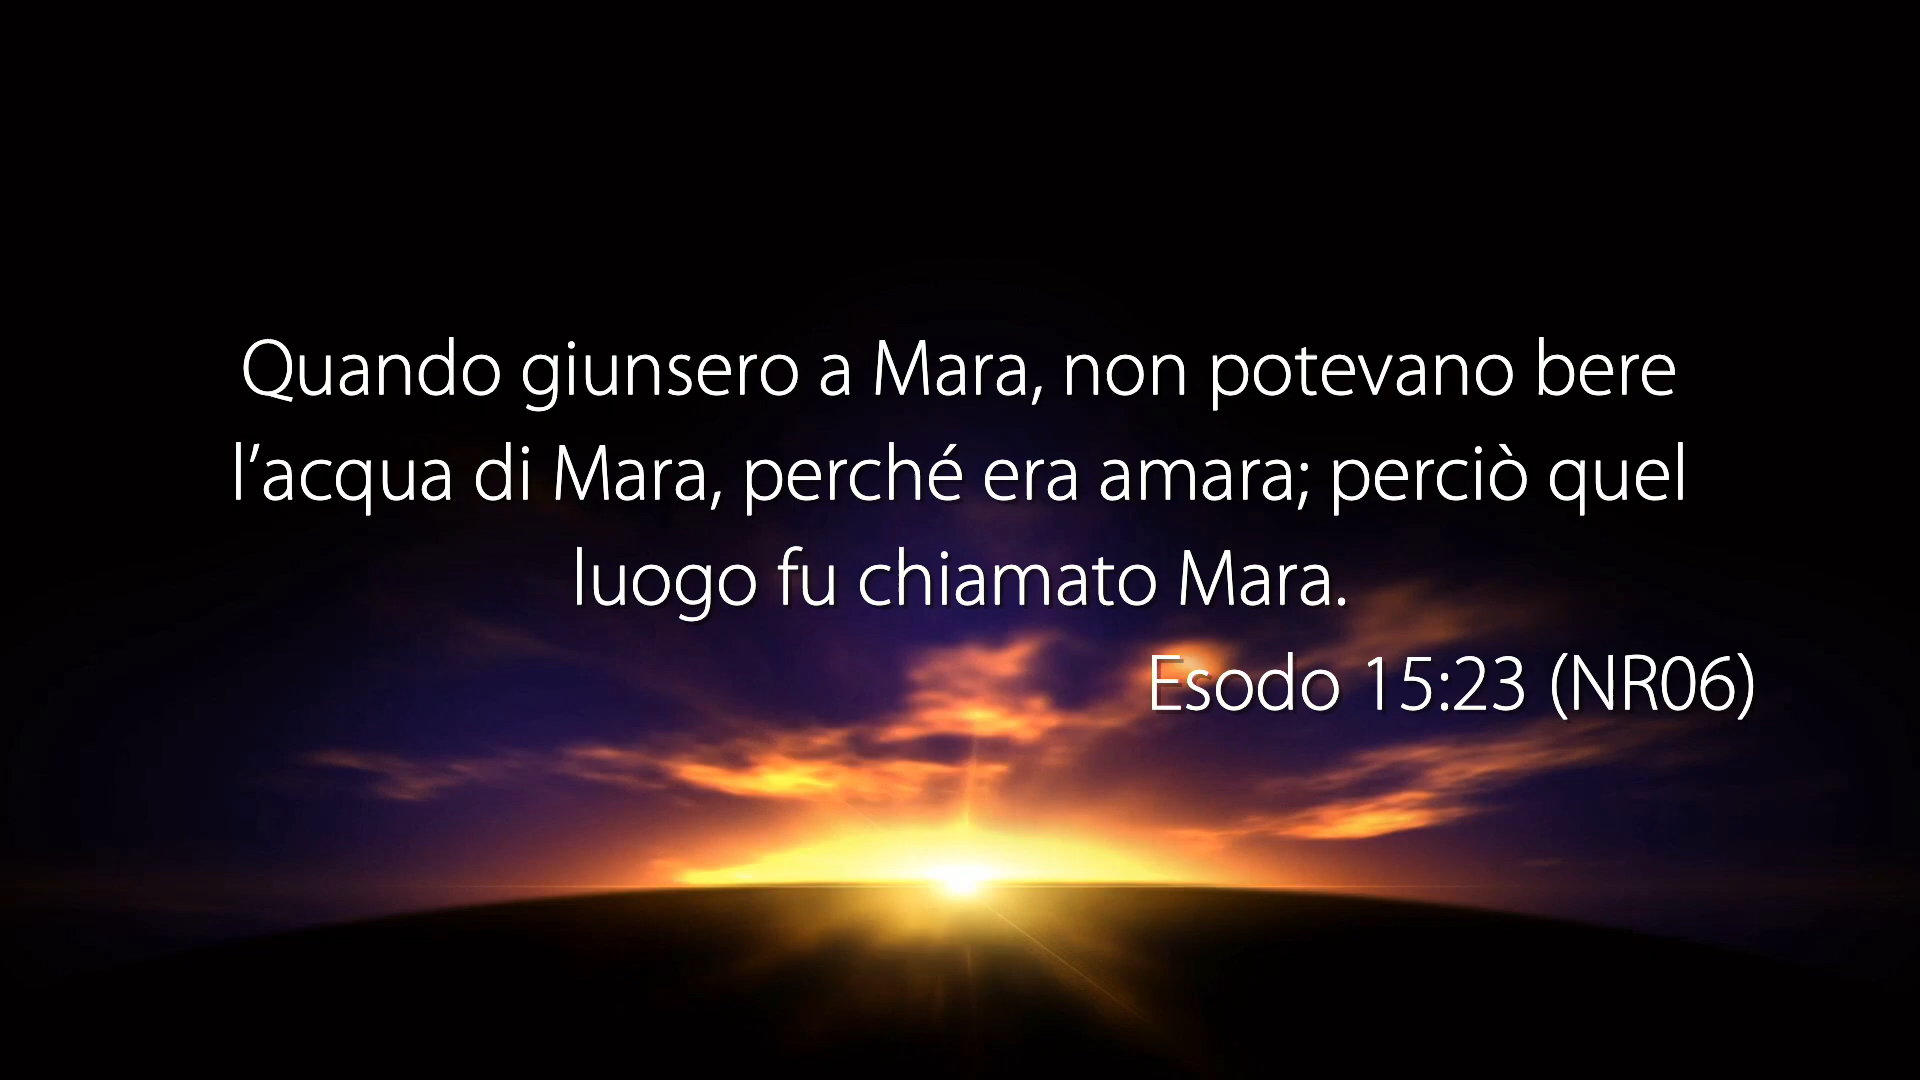 Quando giunsero a Mara, non potevano bere
l’acqua di Mara, perché era amara; perciò quel
luogo fu chiamato Mara.
Esodo 15:23 (NR06)